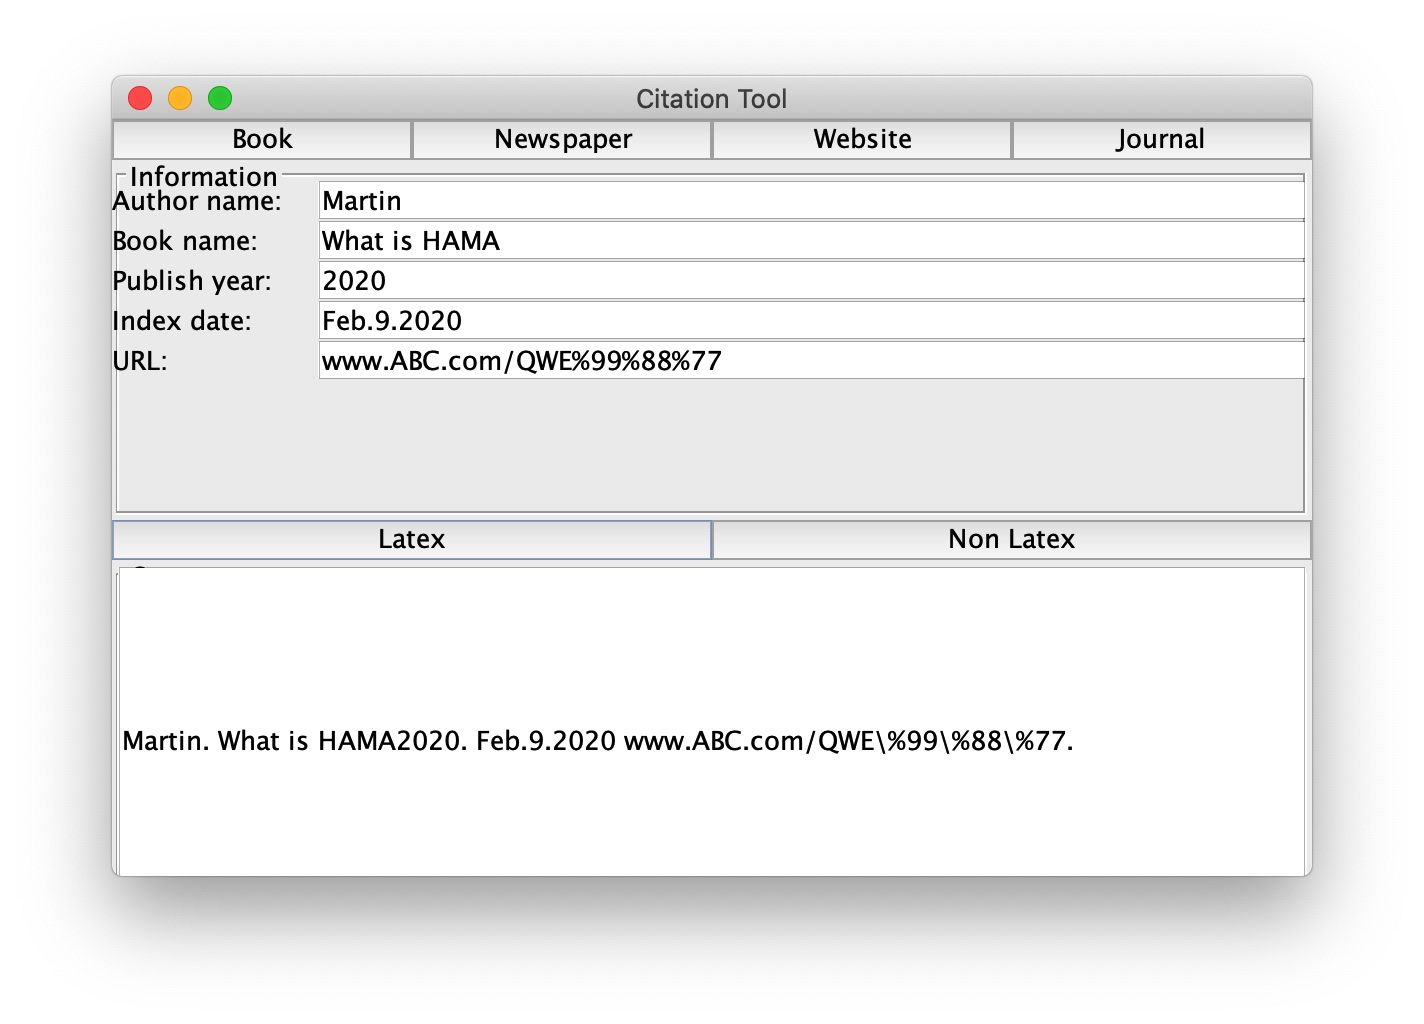 Citation Tool
Book Newspaper Website Journal
Information
Author name: Martin
Book name: What is HAMA
Publish year: 2020
Index date: Feb.9.2020
URL: www.ABC.com/QWE%99%88%77
Latex Non Latex
Martin. What is HAMA2020. Feb.9.2020 www.ABC.com/QWE\%99\%88\%77.